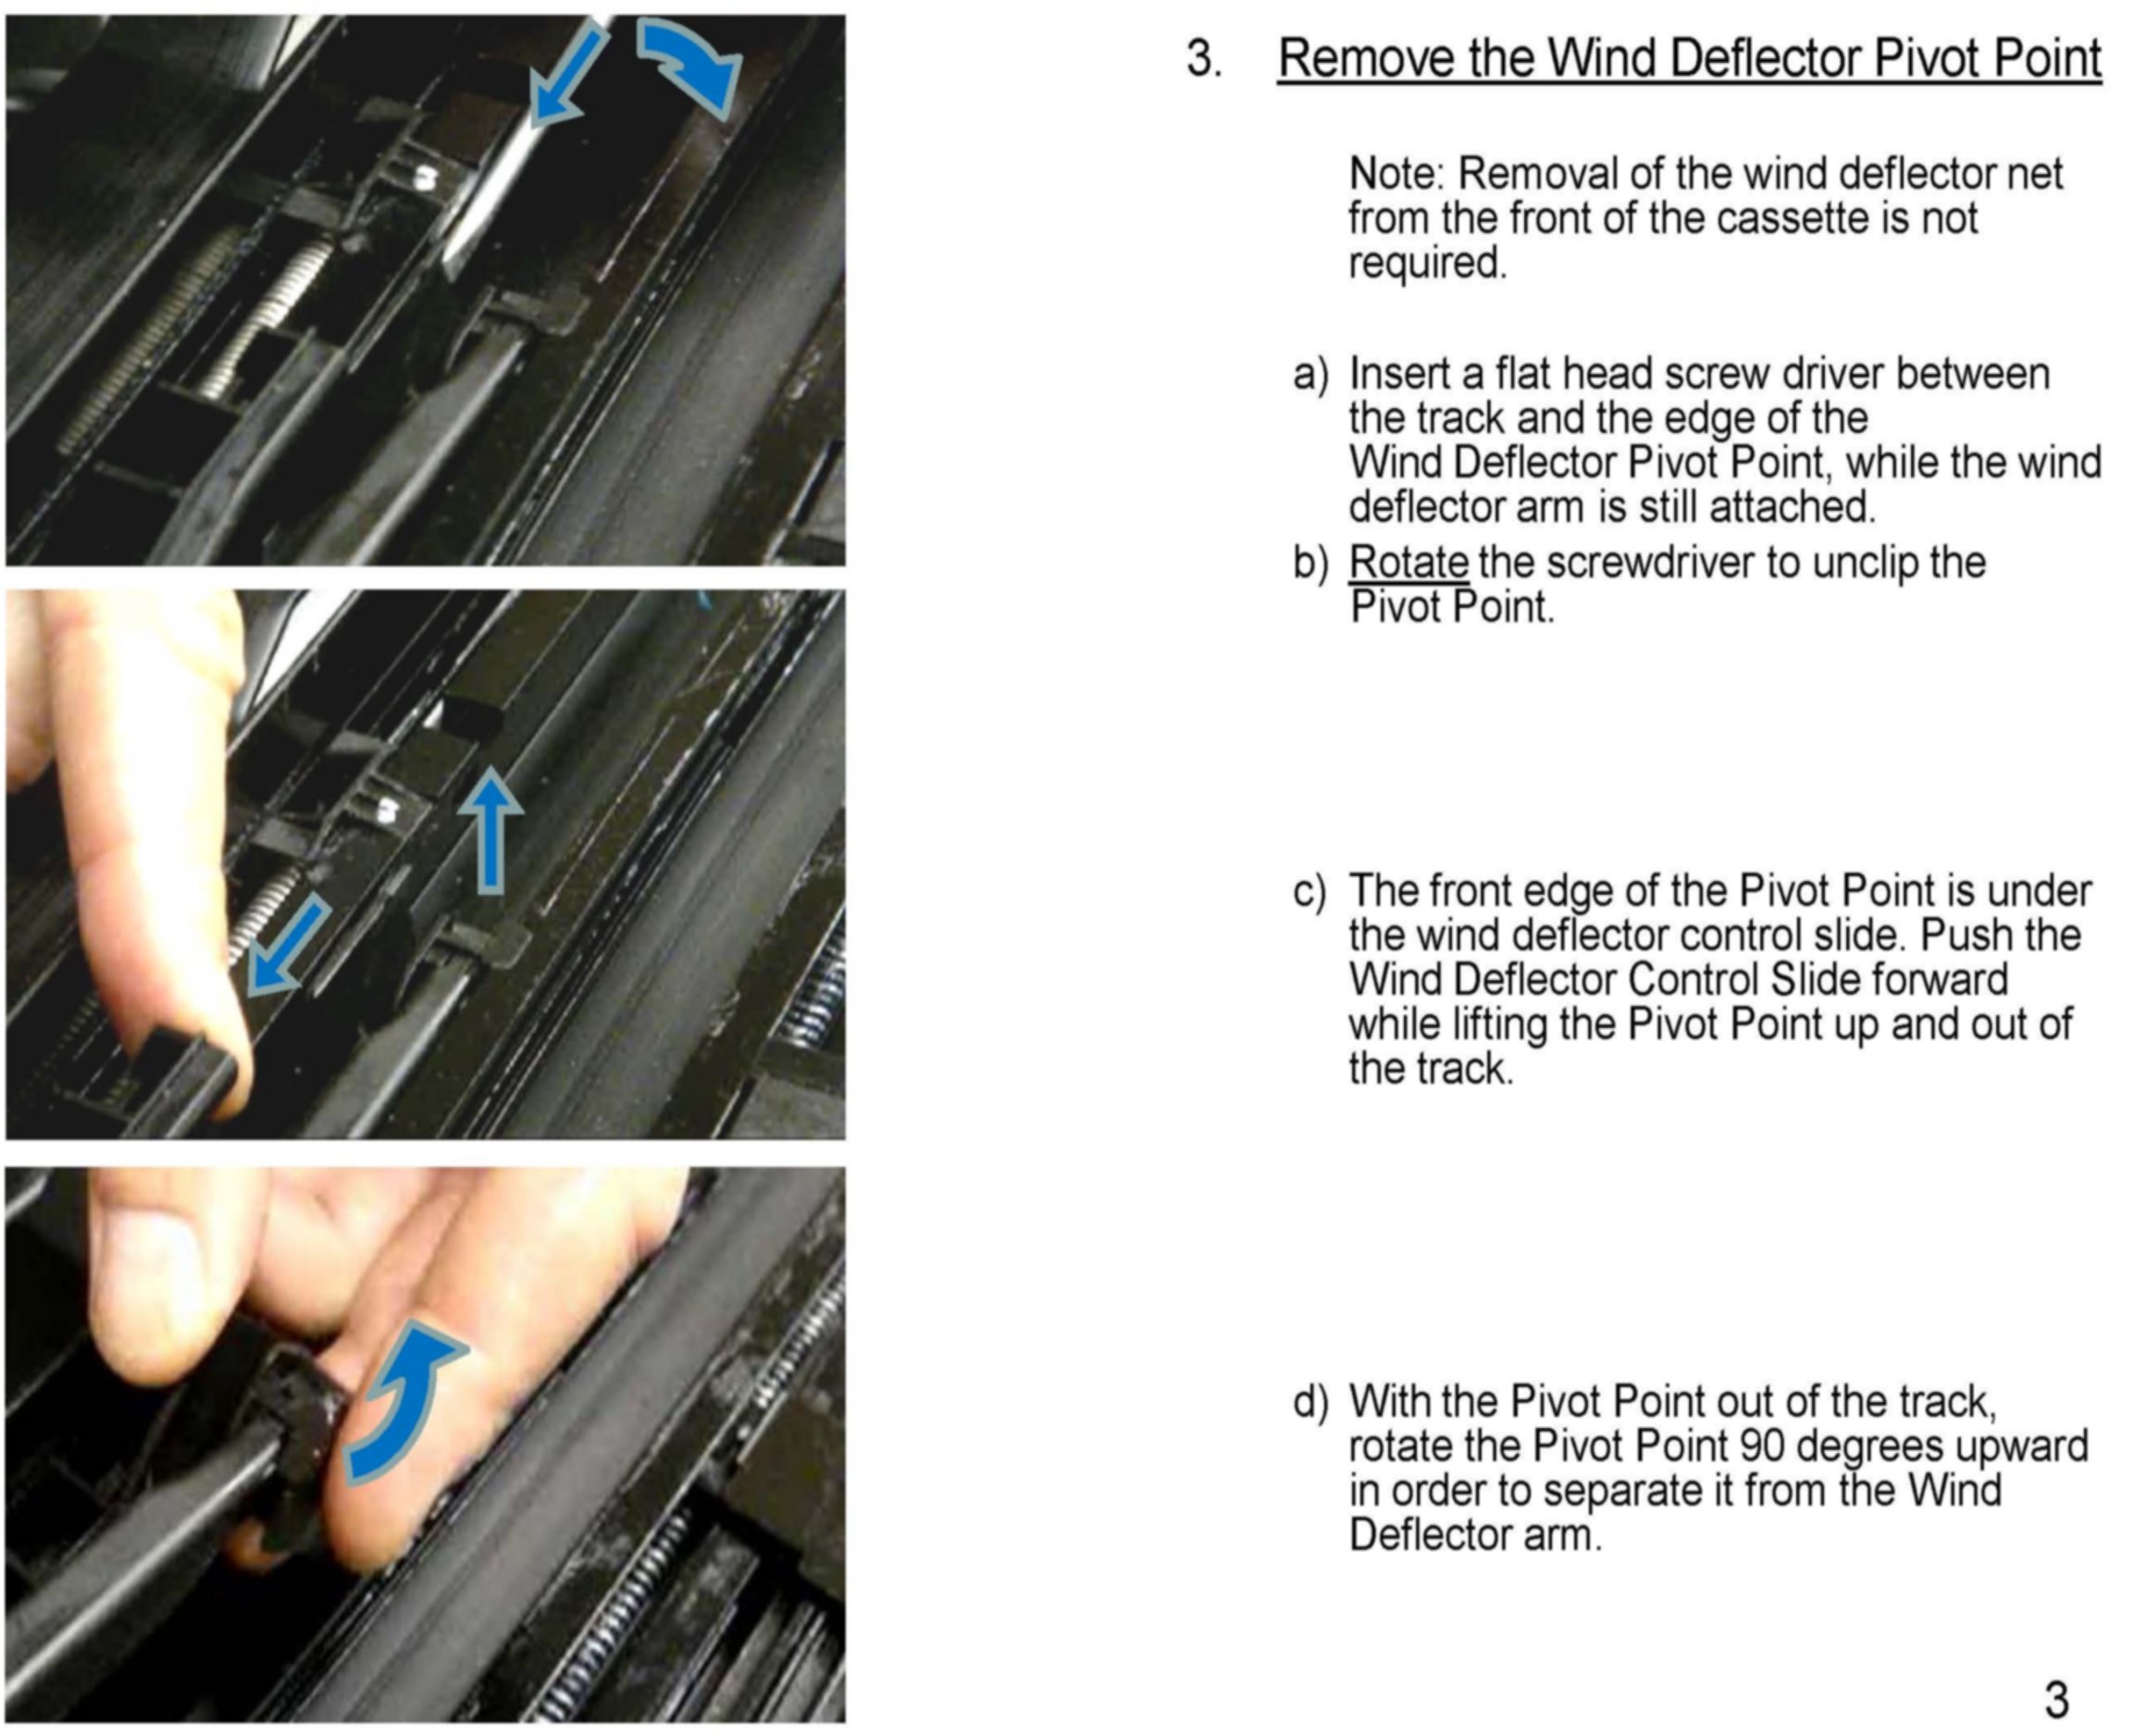 3. Remove the Wind Deflector Pivot Point
Note: Removal of the wind deflector net
from the front of the cassette is not
required.
a) Insert a flat head screw driver between
the track and the edge of the
Wind Deflector Pivot Point, while the wind
deflector arm is still attached.
b) Rotate the screwdriver to unclip the
Pivot Point.
c) The front edge of the Pivot Point is under
the wind deflector control slide. Push the
Wind Deflector Control Slide forward
while lifting the Pivot Point up and out of
the track.
d) With the Pivot Point out of the track,
rotate the Pivot Point 90 degrees upward
in order to separate it from the Wind
Deflector arm.
3